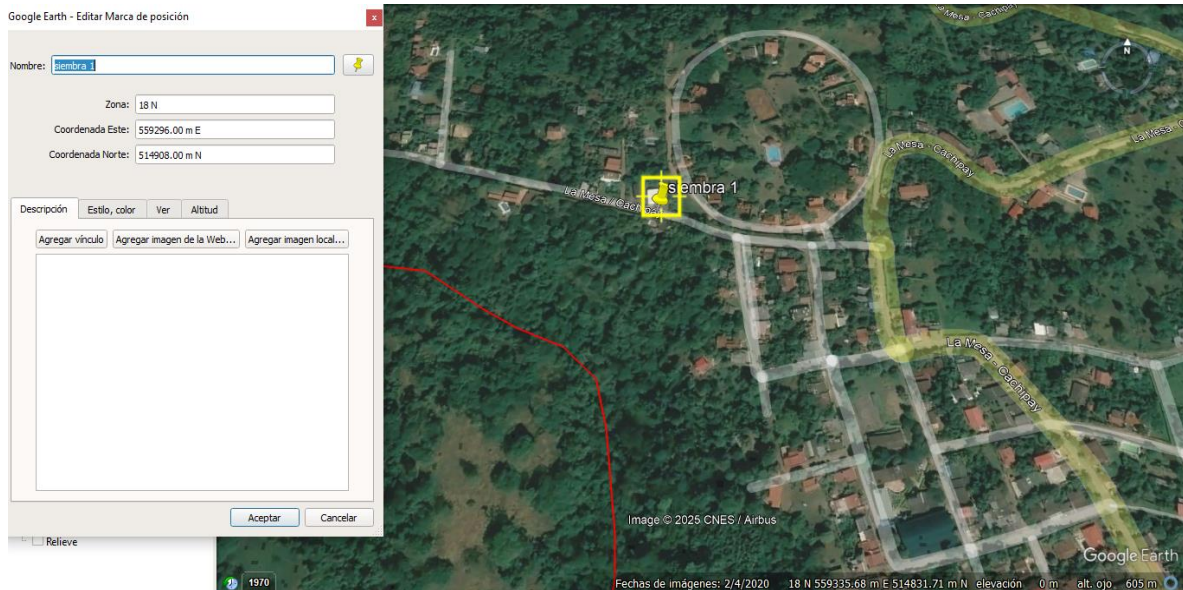 Google Earth - Editar Marca de posición
x
Nombre: siembra 1
Zona: 18 N
Coordenada Este: 559296.00 m E
Coordenada Norte: 514908.00 m N
Descripción Estilo, color Ver Altitud
Agregar vínculo Agregar imagen de la Web... Agregar imagen local...
Aceptar Cancelar
Relieve
La Mesa - Cachipay
N
La Mesa - Cachipay
La Mesa - C
La Mesa / Cachipay
siembra 1
La Mesa - Cachipay
Image © 2025 CNES / Airbus
Google Earth
1970
Fechas de imágenes: 2/4/2020 18 N 559335.68 m E 514831.71 m N elevación 0 m alt. ojo 605 m